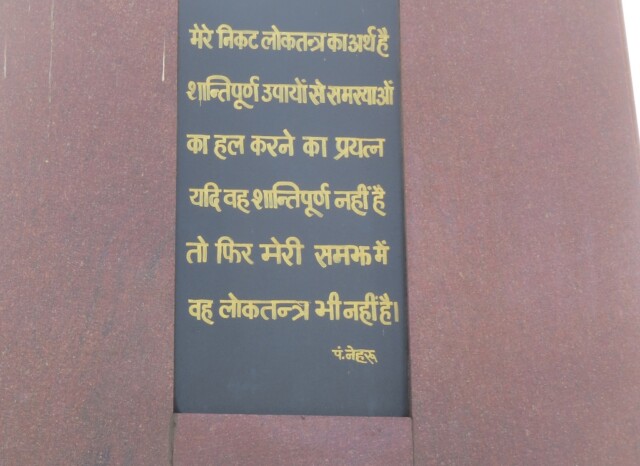 मेरे निकट लोकतन्त्र का अर्थ है
शान्तिपूर्ण उपायों से समस्याओं
का हल करने का प्रयत्न
यदि वह शान्तिपूर्ण नहीं है
तो फिर मेरी समझ में
वह लोकतन्त्र भी नहीं है।
पं. नेहरू